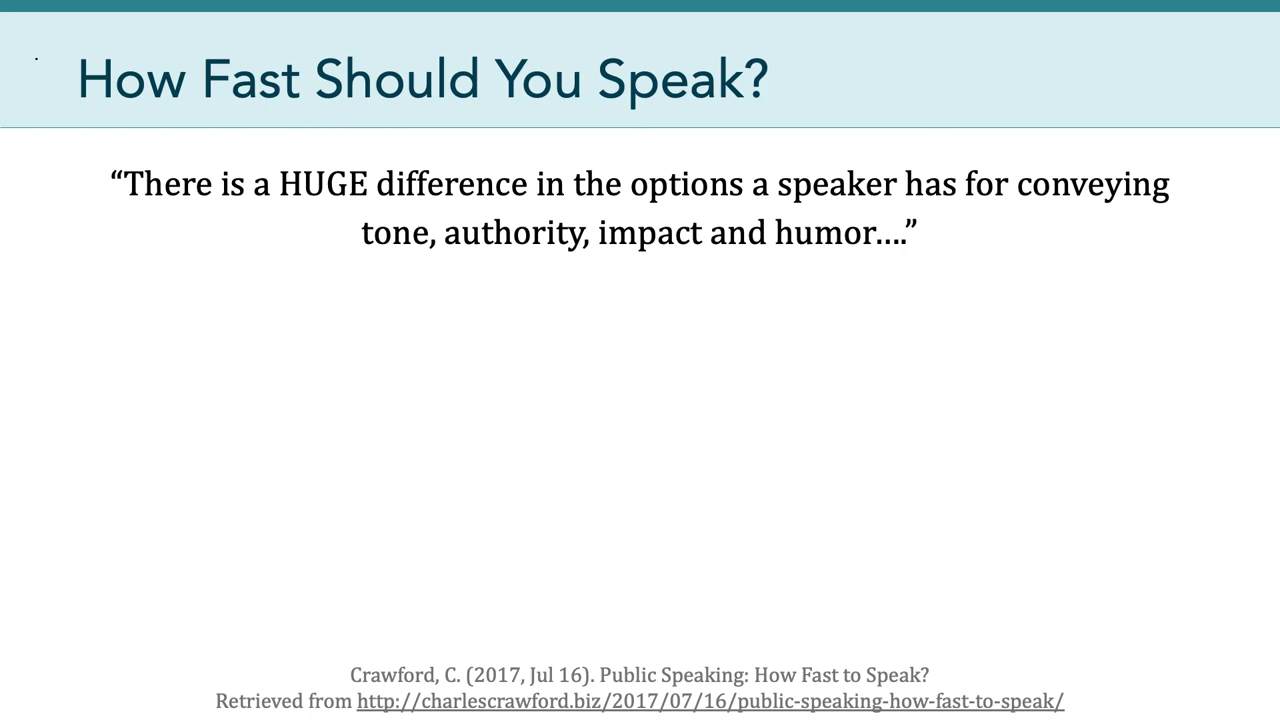 How Fast Should You Speak?
“There is a HUGE difference in the options a speaker has for conveying
tone, authority, impact and humor....”
Crawford, C. (2017, Jul 16). Public Speaking: How Fast to Speak?
Retrieved from http://charlescrawford.biz/2017/07/16/public-speaking-how-fast-to-speak/